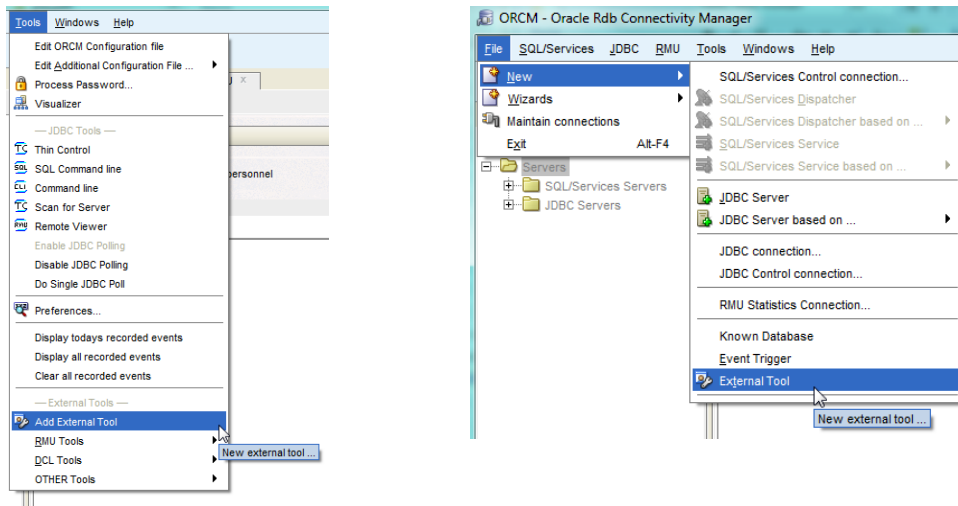 Tools Windows Help
Edit ORCM Configuration file
Edit Additional Configuration File ...
Process Password...
Visualizer
JDBC Tools
Thin Control
SQL Command line
Command line
Scan for Server
Remote Viewer
Enable JDBC Polling
Disable JDBC Polling
Do Single JDBC Poll
Preferences...
Display todays recorded events
Display all recorded events
Clear all recorded events
External Tools
Add External Tool
RMU Tools
DCL Tools
OTHER Tools
New external tool ...
personnel
ORCM - Oracle Rdb Connectivity Manager
File SQL/Services JDBC RMU Tools Windows Help
New
Wizards
Maintain connections
Exit Alt-F4
Servers
SQL/Services Servers
JDBC Servers
SQL/Services Control connection...
SQL/Services Dispatcher
SQL/Services Dispatcher based on ...
SQL/Services Service
SQL/Services Service based on ...
JDBC Server
JDBC Server based on ...
JDBC connection...
JDBC Control connection...
RMU Statistics Connection...
Known Database
Event Trigger
External Tool
New external tool ...